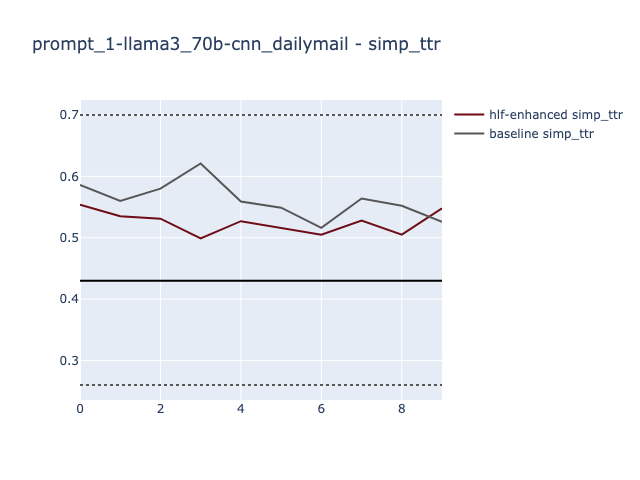 prompt_1-llama3_70b-cnn_dailymail - simp_ttr
hlf-enhanced simp_ttr
baseline simp_ttr
0.7
0.6
0.5
0.4
0.3
0 2 4 6 8